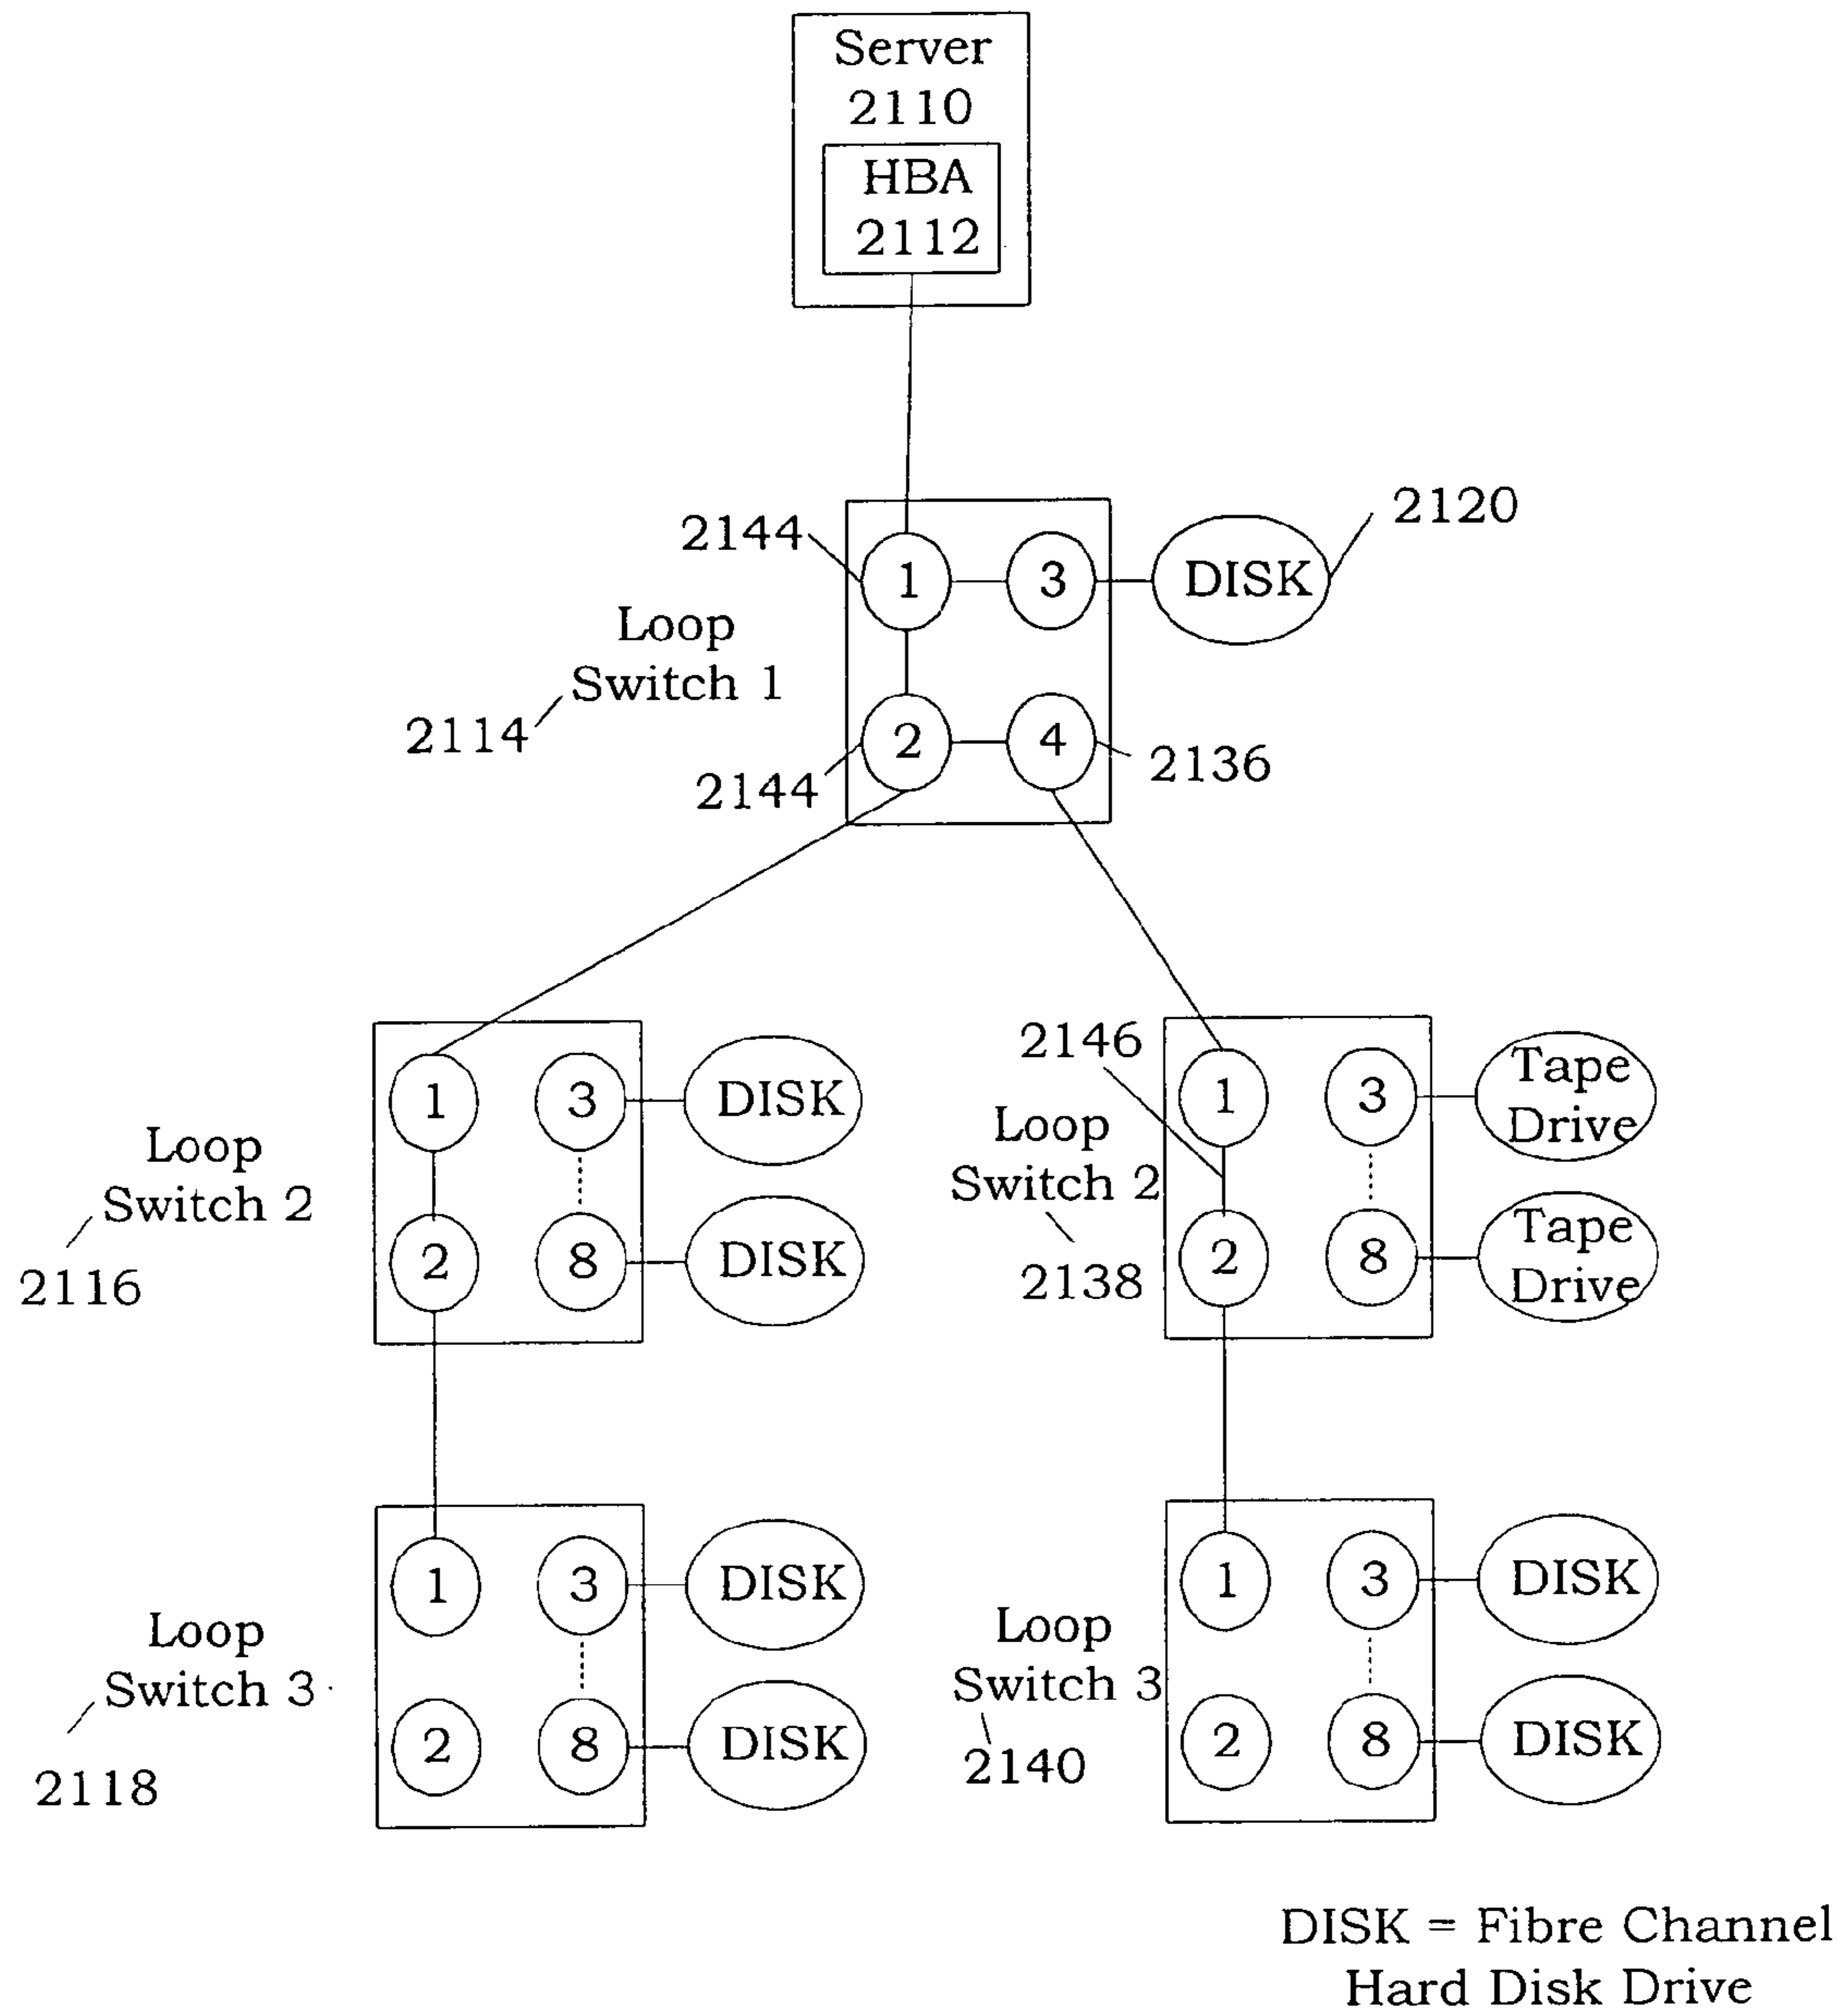 Server
2110
HBA
2112
2144
1
3
DISK
2120
Loop
Switch 1
2114
2144
2
4
2136
Loop
Switch 2
2116
1
3
DISK
2
8
DISK
2146
Loop
Switch 2
2138
1
3
Tape
Drive
2
8
Tape
Drive
Loop
Switch 3
2118
1
3
DISK
2
8
DISK
Loop
Switch 3
2140
1
3
DISK
2
8
DISK
DISK = Fibre Channel
Hard Disk Drive